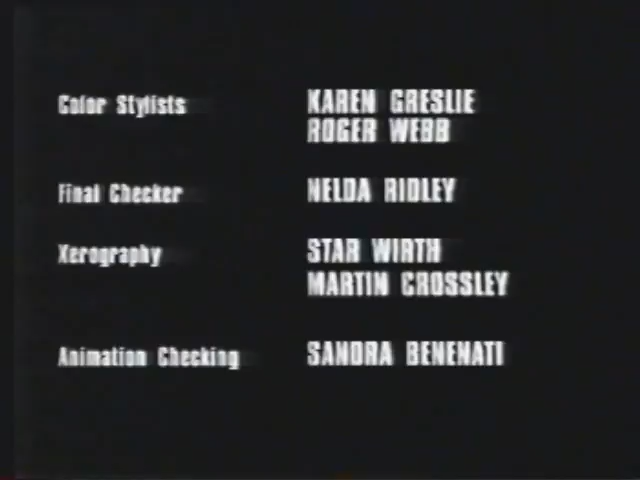 Color Stylists KAREN GRESLIE
ROGER WEBB
Final Checker NELDA RIDLEY
Xerography STAR WIRTH
MARTIN CROSSLEY
Animation Checking SANDRA BENENATI